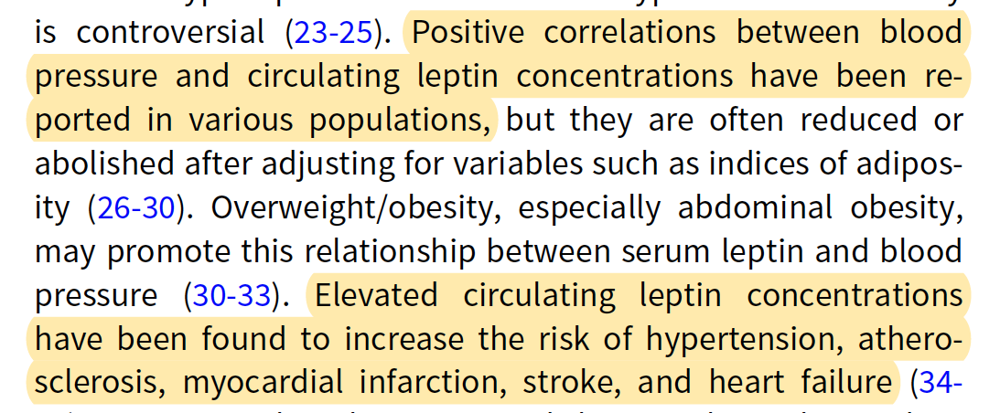 is controversial (23-25). Positive correlations between blood
pressure and circulating leptin concentrations have been re-
ported in various populations, but they are often reduced or
abolished after adjusting for variables such as indices of adipos-
ity (26-30). Overweight/obesity, especially abdominal obesity,
may promote this relationship between serum leptin and blood
pressure (30-33). Elevated circulating leptin concentrations
have been found to increase the risk of hypertension, athero-
sclerosis, myocardial infarction, stroke, and heart failure (34-